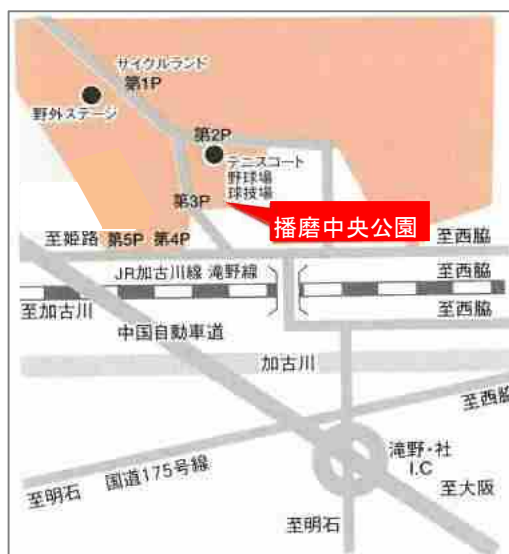 サイクルランド
第1P
野外ステージ
第2P
テニスコート
野球場
球技場
第3P
播磨中央公園
至姫路
第5P
第4P
至西脇
JR加古川線 滝野線
至西脇
至加古川
至西脇
中国自動車道
加古川
至西脇
滝野・社
I.C
国道175号線
至明石
至大阪
至明石